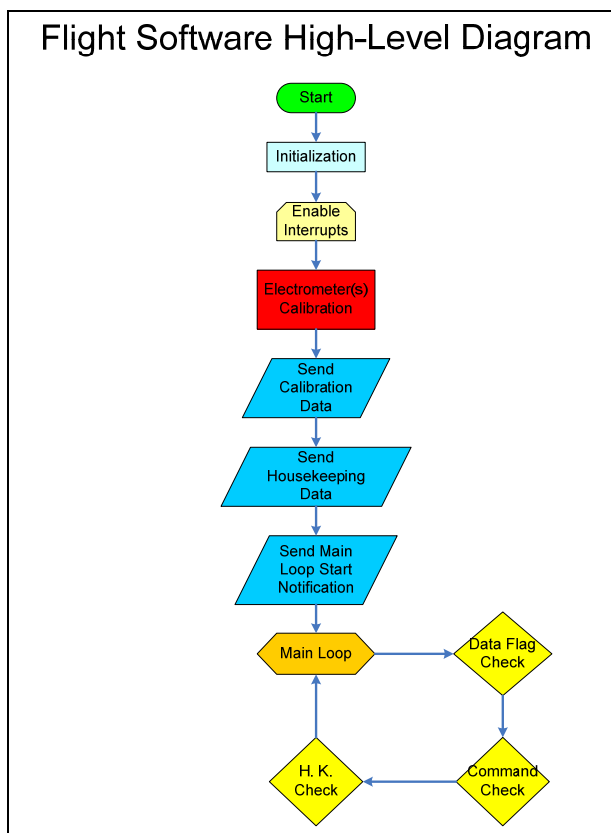 Flight Software High-Level Diagram
Start
Initialization
Enable
Interrupts
Electrometer(s)
Calibration
Send
Calibration
Data
Send
Housekeeping
Data
Send Main
Loop Start
Notification
Main Loop
Data Flag
Check
Command
Check
H. K.
Check